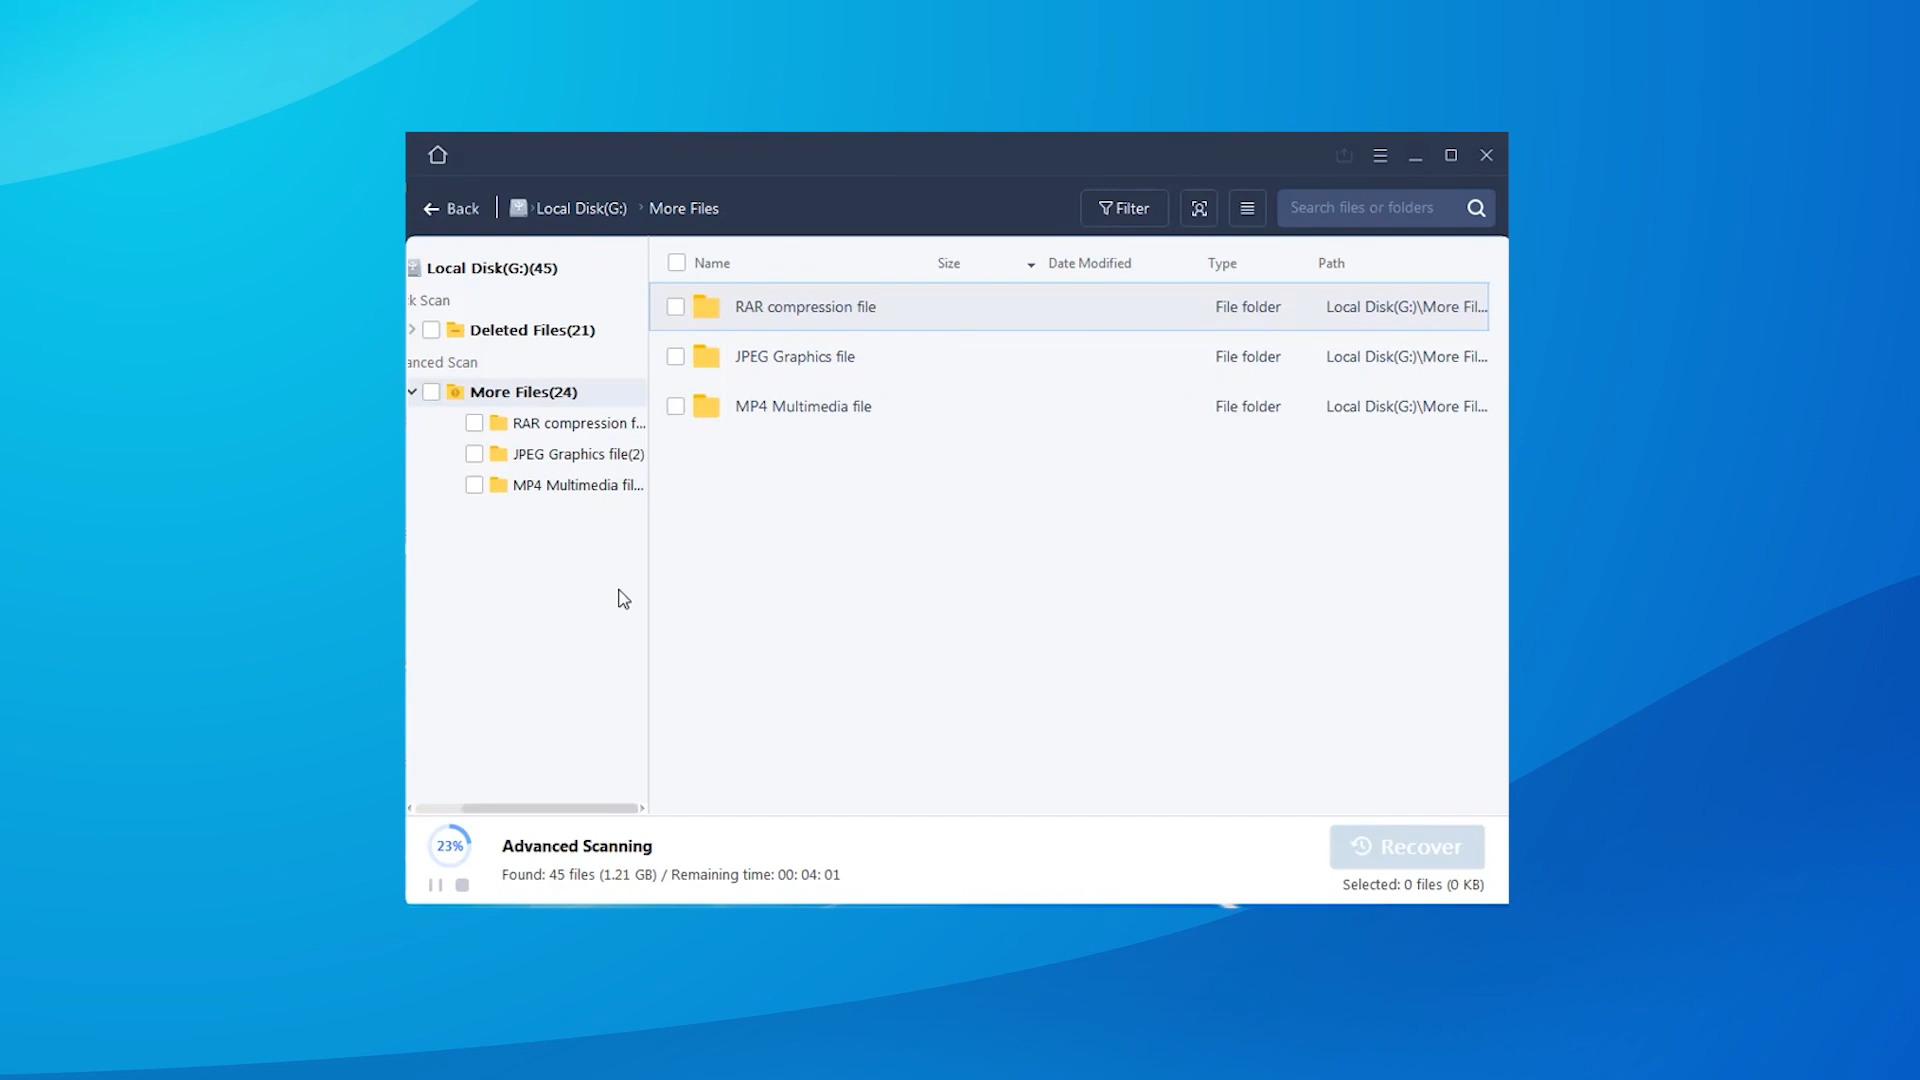 Back
Local Disk(G:)
More Files
Filter
Search files or folders
Local Disk(G:)(45)
k Scan
Deleted Files(21)
anced Scan
More Files(24)
RAR compression f...
JPEG Graphics file(2)
MP4 Multimedia fil...
Name Size Date Modified Type Path
RAR compression file File folder Local Disk(G:)\More Fil...
JPEG Graphics file File folder Local Disk(G:)\More Fil...
MP4 Multimedia file File folder Local Disk(G:)\More Fil...
23%
Advanced Scanning
Found: 45 files (1.21 GB) / Remaining time: 00: 04: 01
Recover
Selected: 0 files (0 KB)